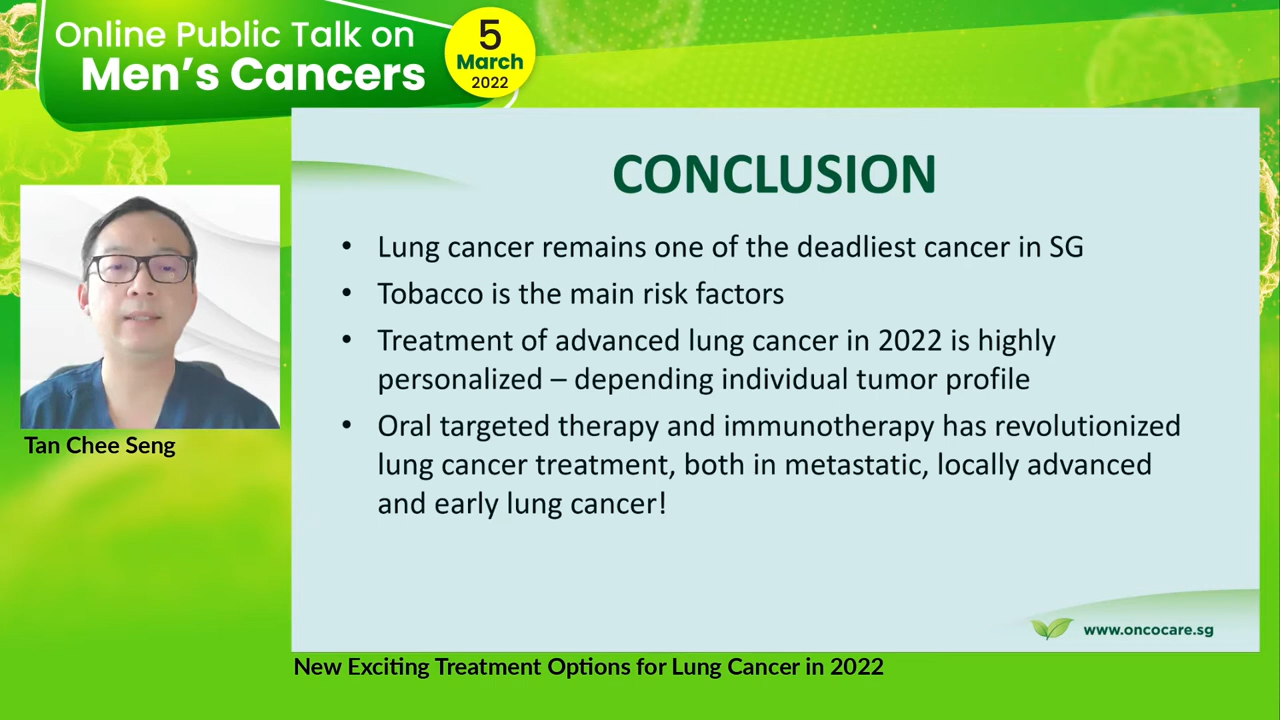 Online Public Talk on
Men's Cancers
5
March
2022
CONCLUSION
• Lung cancer remains one of the deadliest cancer in SG
• Tobacco is the main risk factors
• Treatment of advanced lung cancer in 2022 is highly
personalized – depending individual tumor profile
• Oral targeted therapy and immunotherapy has revolutionized
lung cancer treatment, both in metastatic, locally advanced
and early lung cancer!
Tan Chee Seng
www.oncocare.sg
New Exciting Treatment Options for Lung Cancer in 2022